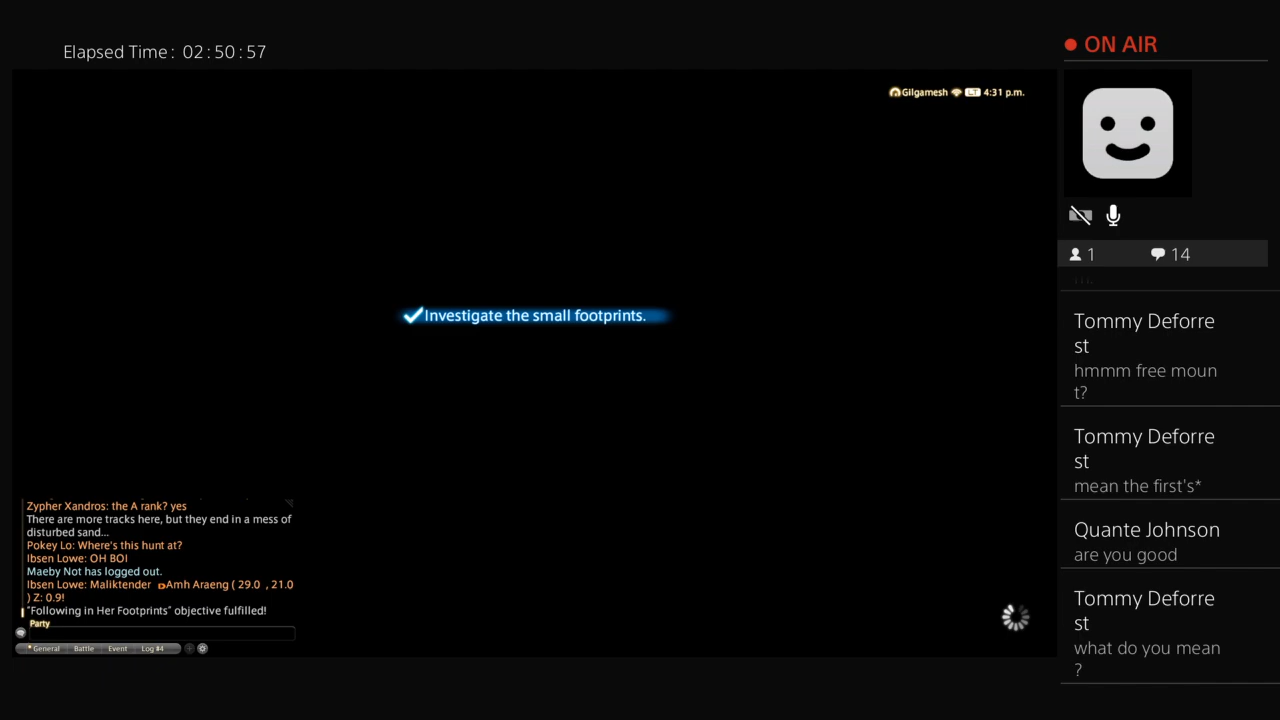 Elapsed Time: 02:50:57
ON AIR
Gilgamesh LT 4:31 p.m.
1 14
Investigate the small footprints.
Tommy Deforre
st
hmmm free moun
t?
Tommy Deforre
st
mean the first's*
Quante Johnson
are you good
Tommy Deforre
st
what do you mean
?
Zypher Xandros: the A rank? yes
There are more tracks here, but they end in a mess of
disturbed sand...
Pokey Lo: Where's this hunt at?
Ibsen Lowe: OH BOI
Maeby Not has logged out.
Ibsen Lowe: Maliktender Amh Araeng ( 29.0 , 21.0
) Z: 0.9!
"Following in Her Footprints" objective fulfilled!
Party
General Battle Event Log #4